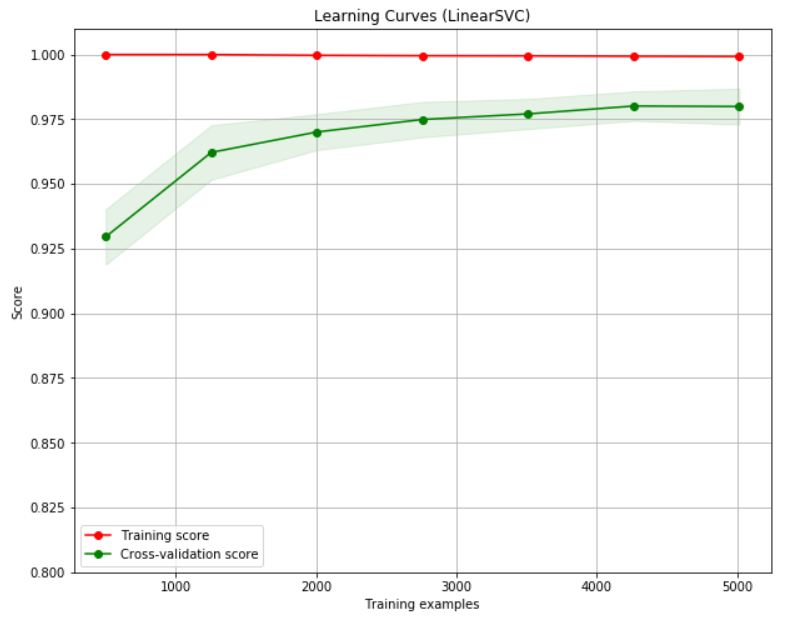 Learning Curves (LinearSVC)
1.000
0.975
0.950
0.925
0.900
0.875
0.850
0.825
0.800
Score
Training score
Cross-validation score
1000 2000 3000 4000 5000
Training examples